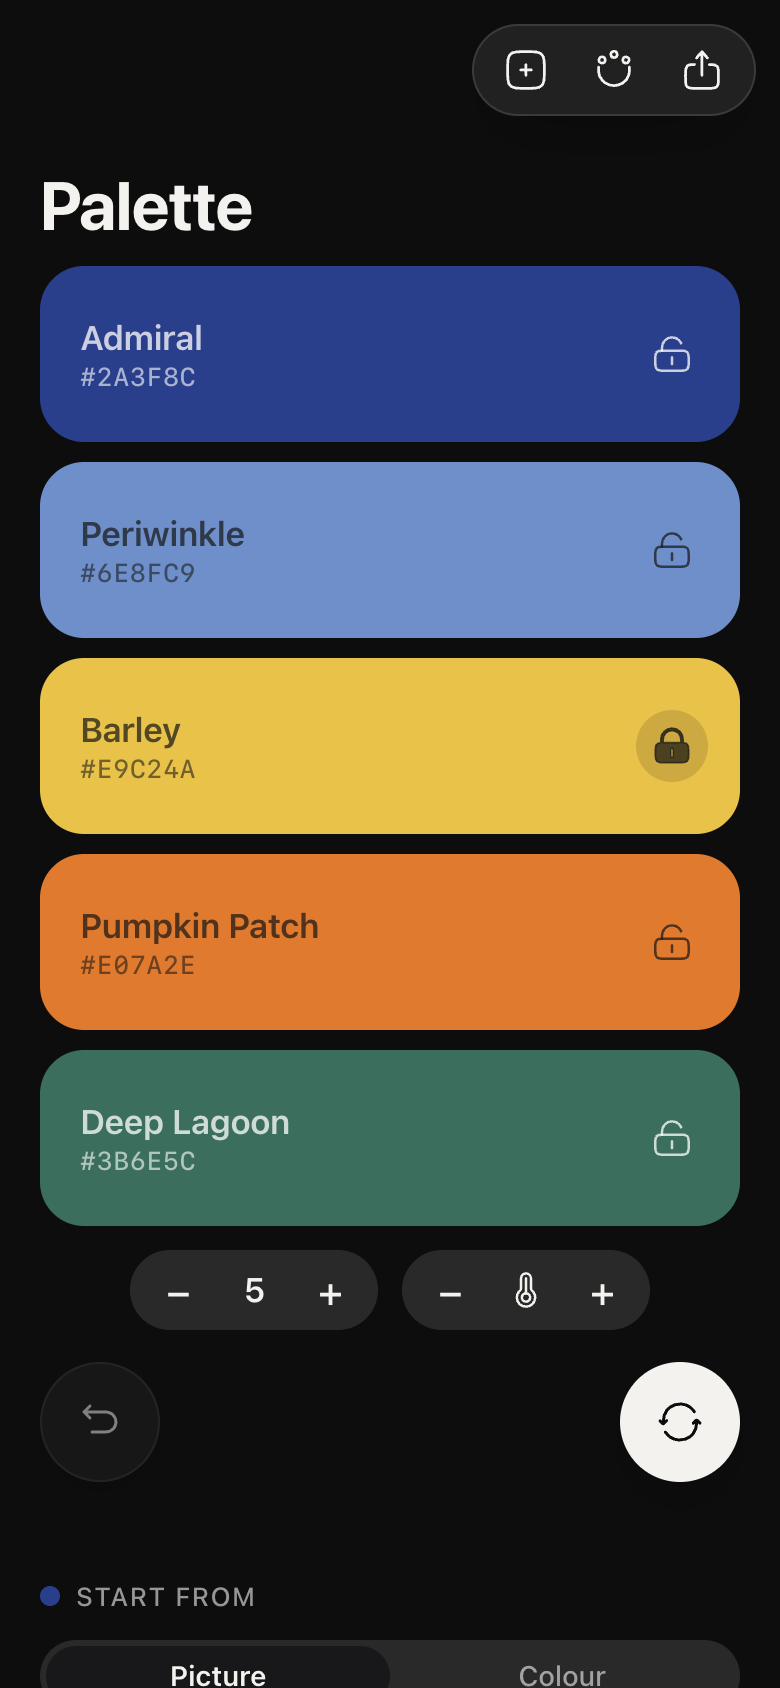 Palette
Admiral
#2A3F8C
Periwinkle
#6E8FC9
Barley
#E9C24A
Pumpkin Patch
#E07A2E
Deep Lagoon
#3B6E5C
− 5 + − +
START FROM
Picture Colour